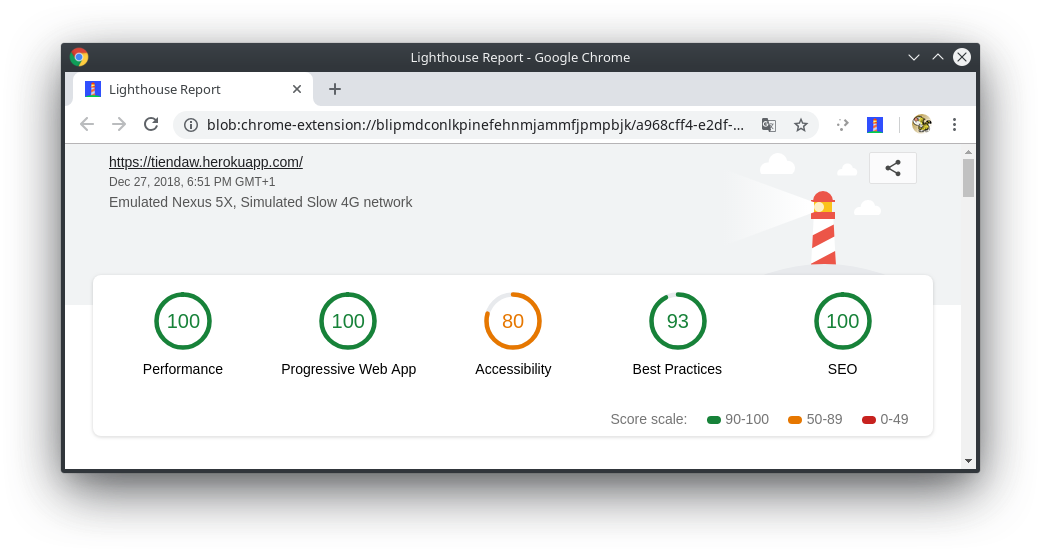 Lighthouse Report - Google Chrome
Lighthouse Report
blob:chrome-extension://blipmdconlkpinefehnmjammfjpmpbjk/a968cff4-e2df-...
https://tiendaw.herokuapp.com/
Dec 27, 2018, 6:51 PM GMT+1
Emulated Nexus 5X, Simulated Slow 4G network
100 100 80 93 100
Performance Progressive Web App Accessibility Best Practices SEO
Score scale: 90-100 50-89 0-49